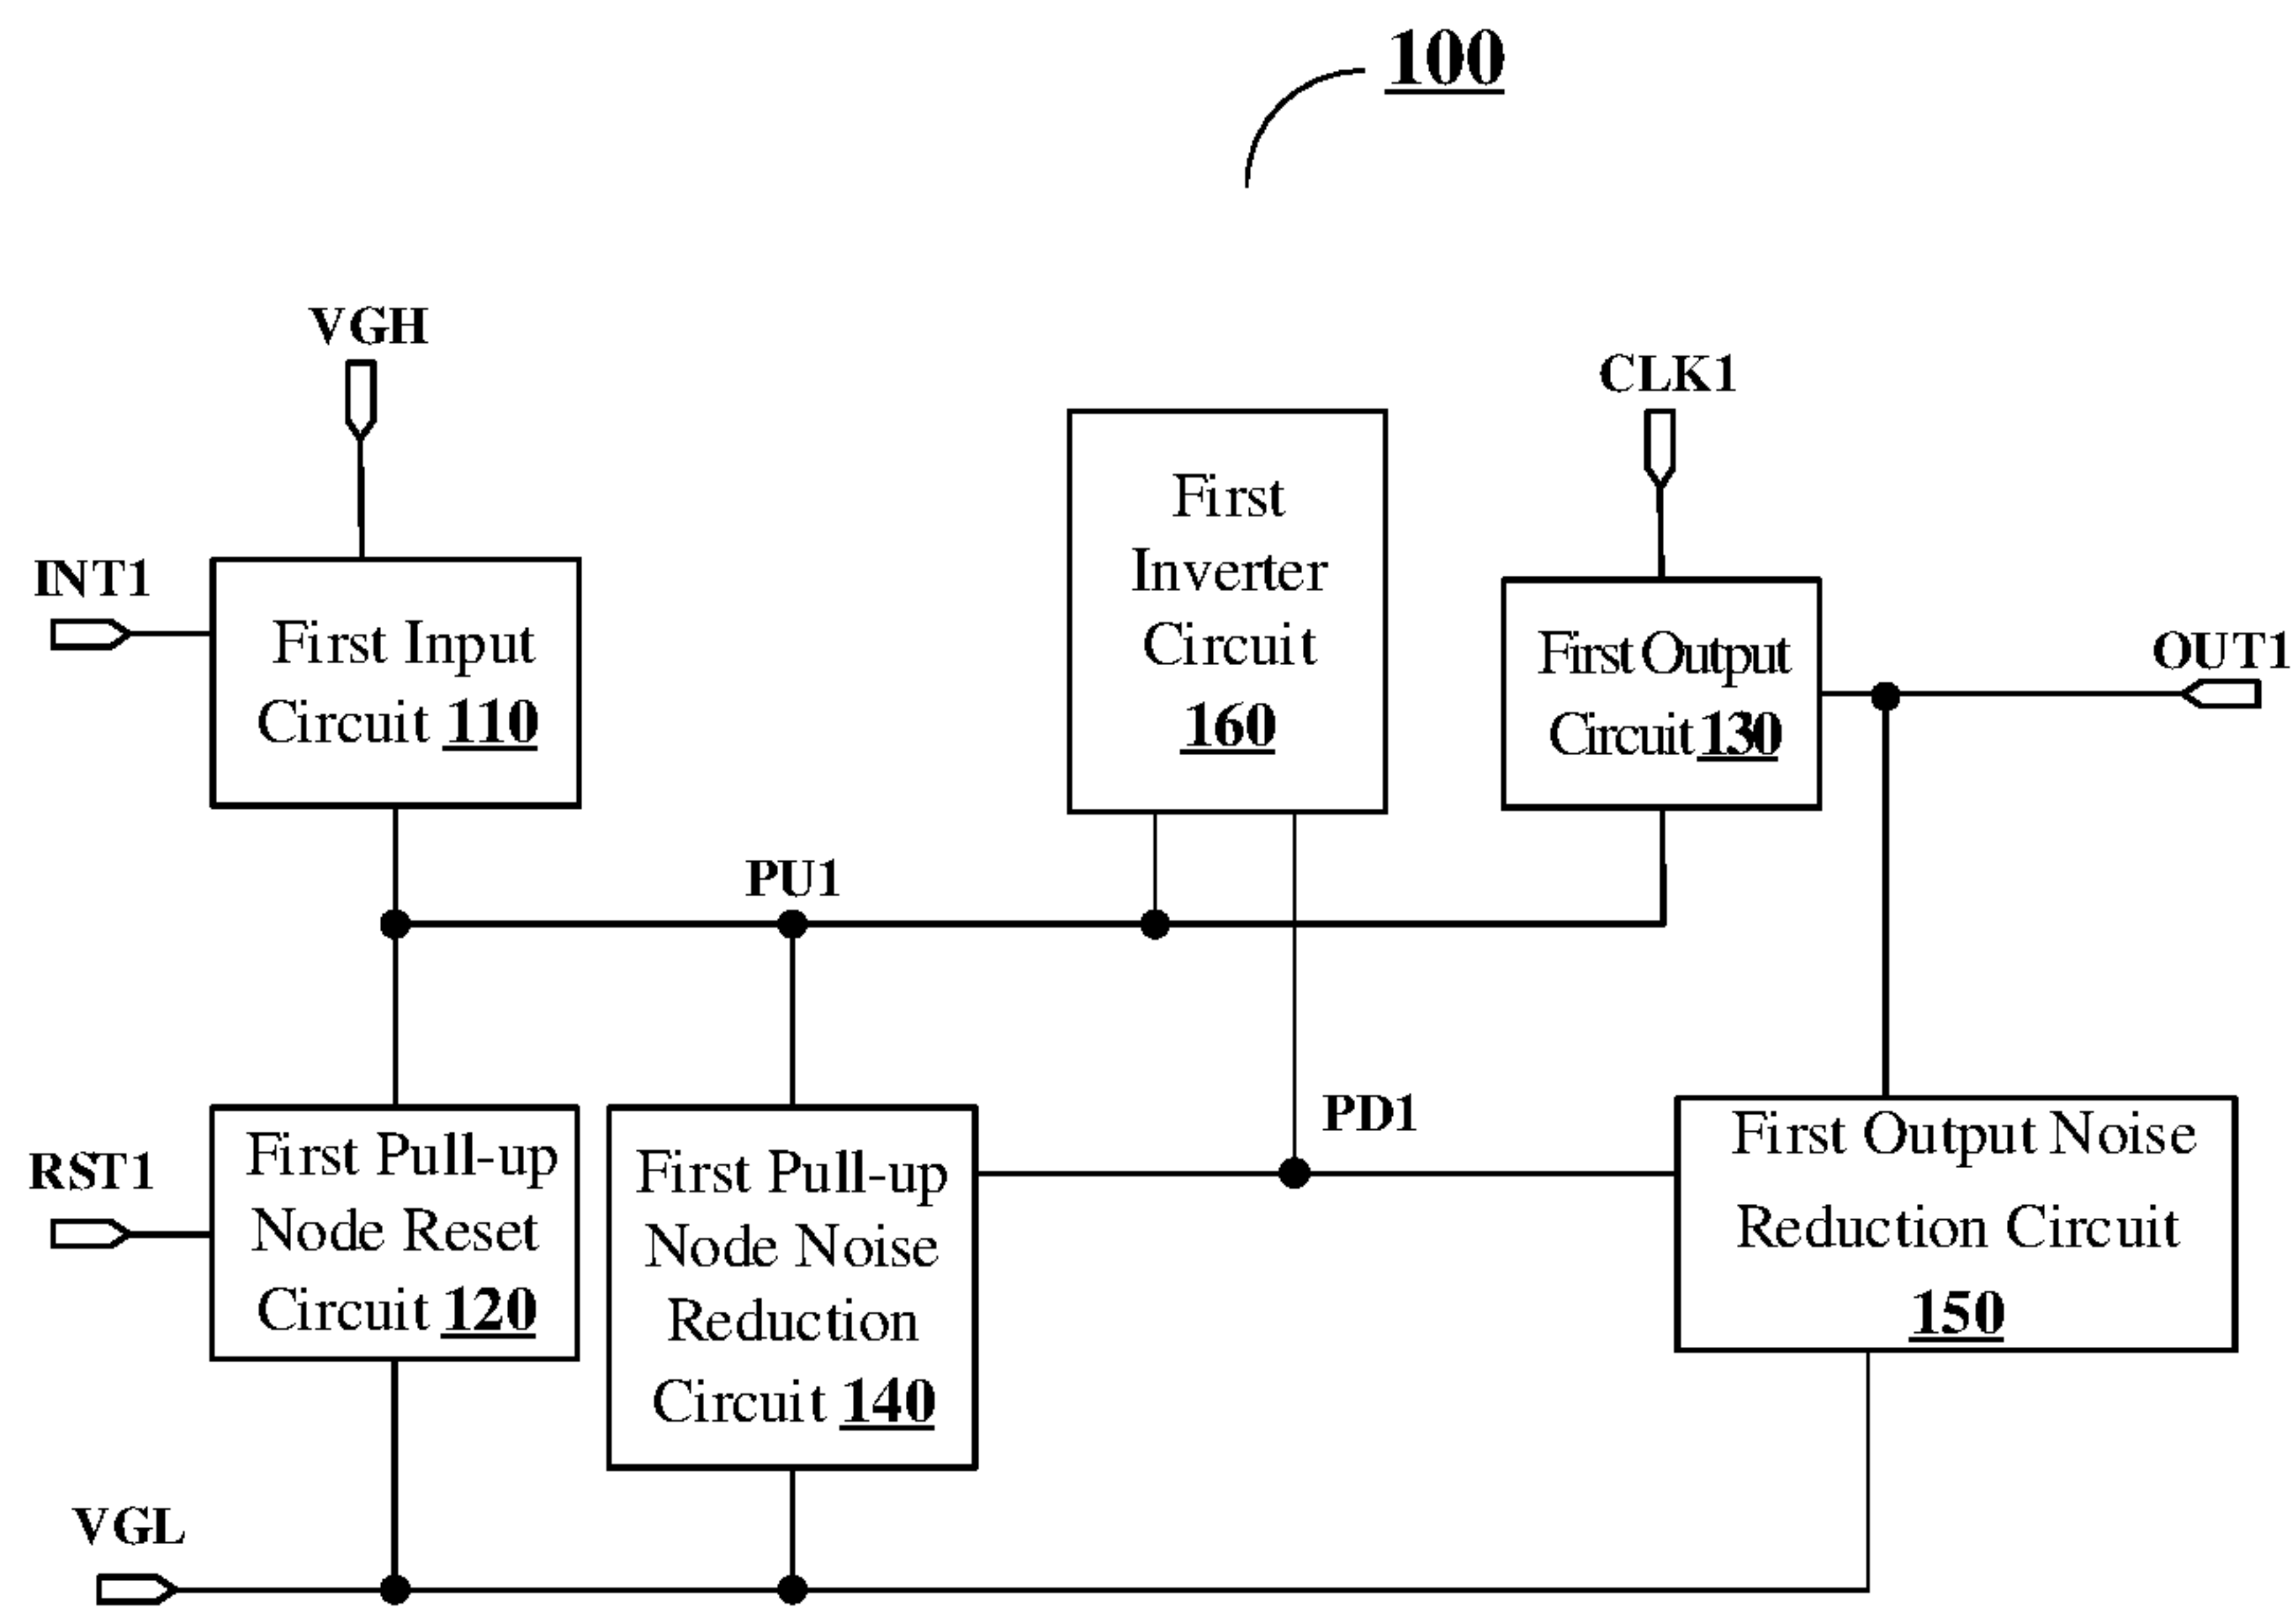 100
VGH
CLK1
INT1
First Input
Circuit 110
First
Inverter
Circuit
160
First Output
Circuit 130
OUT1
PU1
PD1
RST1
First Pull-up
Node Reset
Circuit 120
First Pull-up
Node Noise
Reduction
Circuit 140
First Output Noise
Reduction Circuit
150
VGL